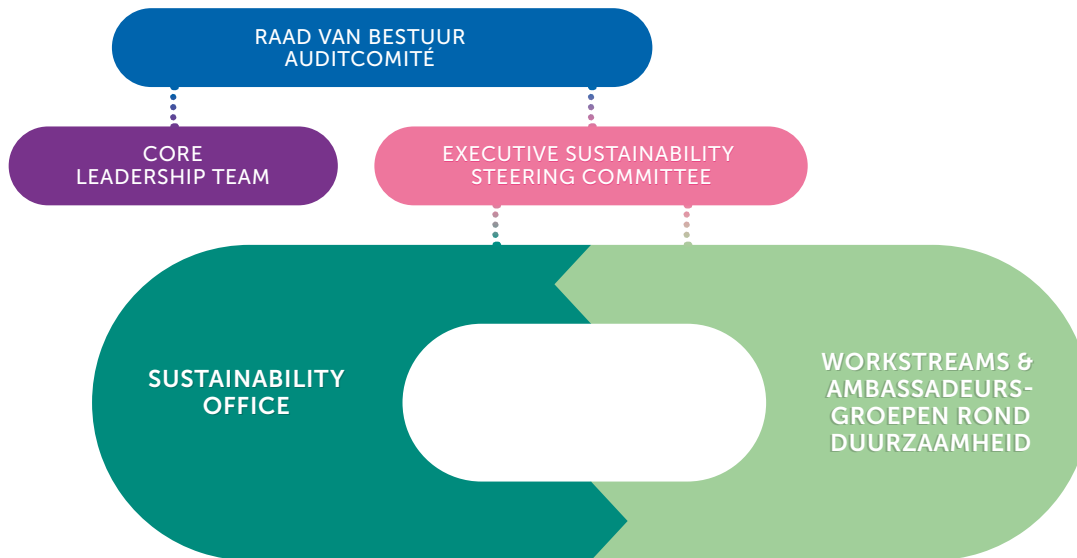 RAAD VAN BESTUUR
AUDITCOMITÉ
CORE
LEADERSHIP TEAM
EXECUTIVE SUSTAINABILITY
STEERING COMMITTEE
SUSTAINABILITY
OFFICE
WORKSTREAMS &
AMBASSADEURS-
GROEPEN ROND
DUURZAAMHEID